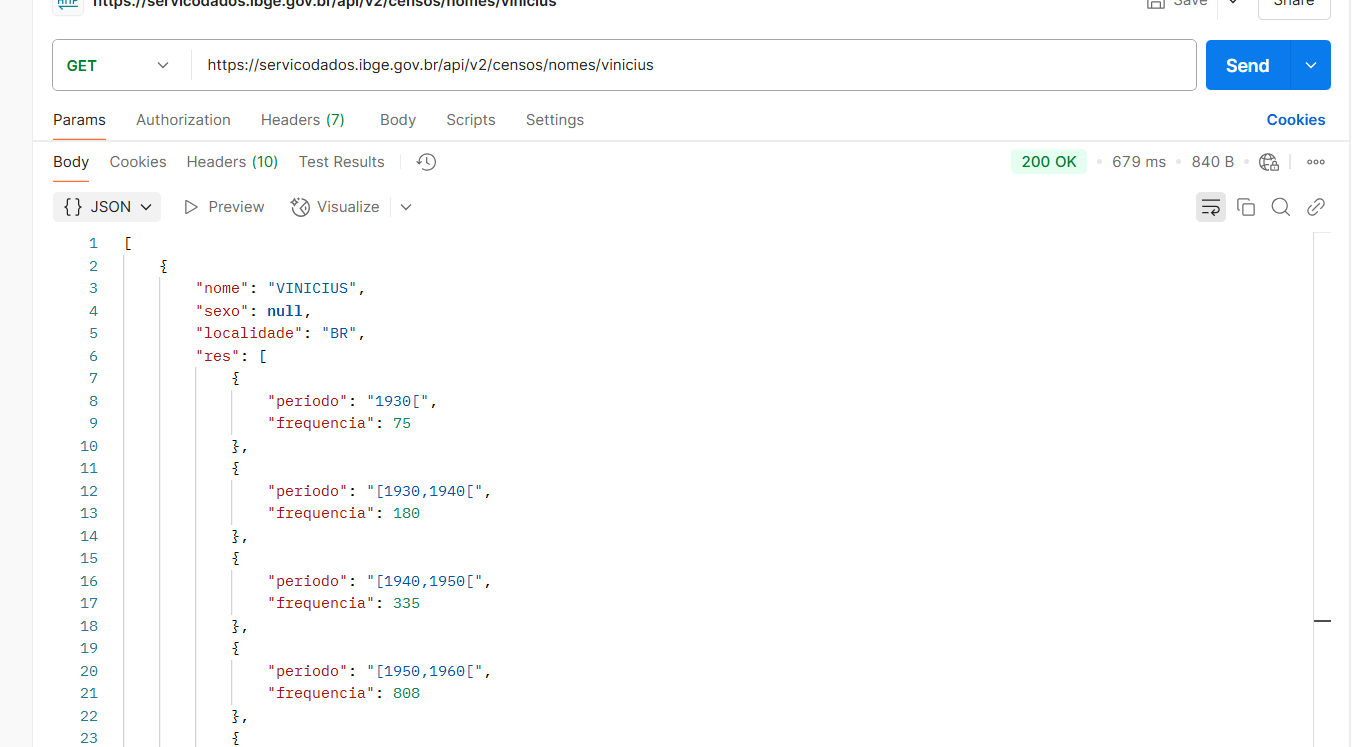 HTTP https://servicodados.ibge.gov.br/api/v2/censos/nomes/vinicius Save Share
GET https://servicodados.ibge.gov.br/api/v2/censos/nomes/vinicius Send
Params Authorization Headers (7) Body Scripts Settings Cookies
Body Cookies Headers (10) Test Results 200 OK 679 ms 840 B
{} JSON Preview Visualize
1 [
2 {
3 "nome": "VINICIUS",
4 "sexo": null,
5 "localidade": "BR",
6 "res": [
7 {
8 "periodo": "1930[",
9 "frequencia": 75
10 },
11 {
12 "periodo": "[1930,1940[",
13 "frequencia": 180
14 },
15 {
16 "periodo": "[1940,1950[",
17 "frequencia": 335
18 },
19 {
20 "periodo": "[1950,1960[",
21 "frequencia": 808
22 },
23 {